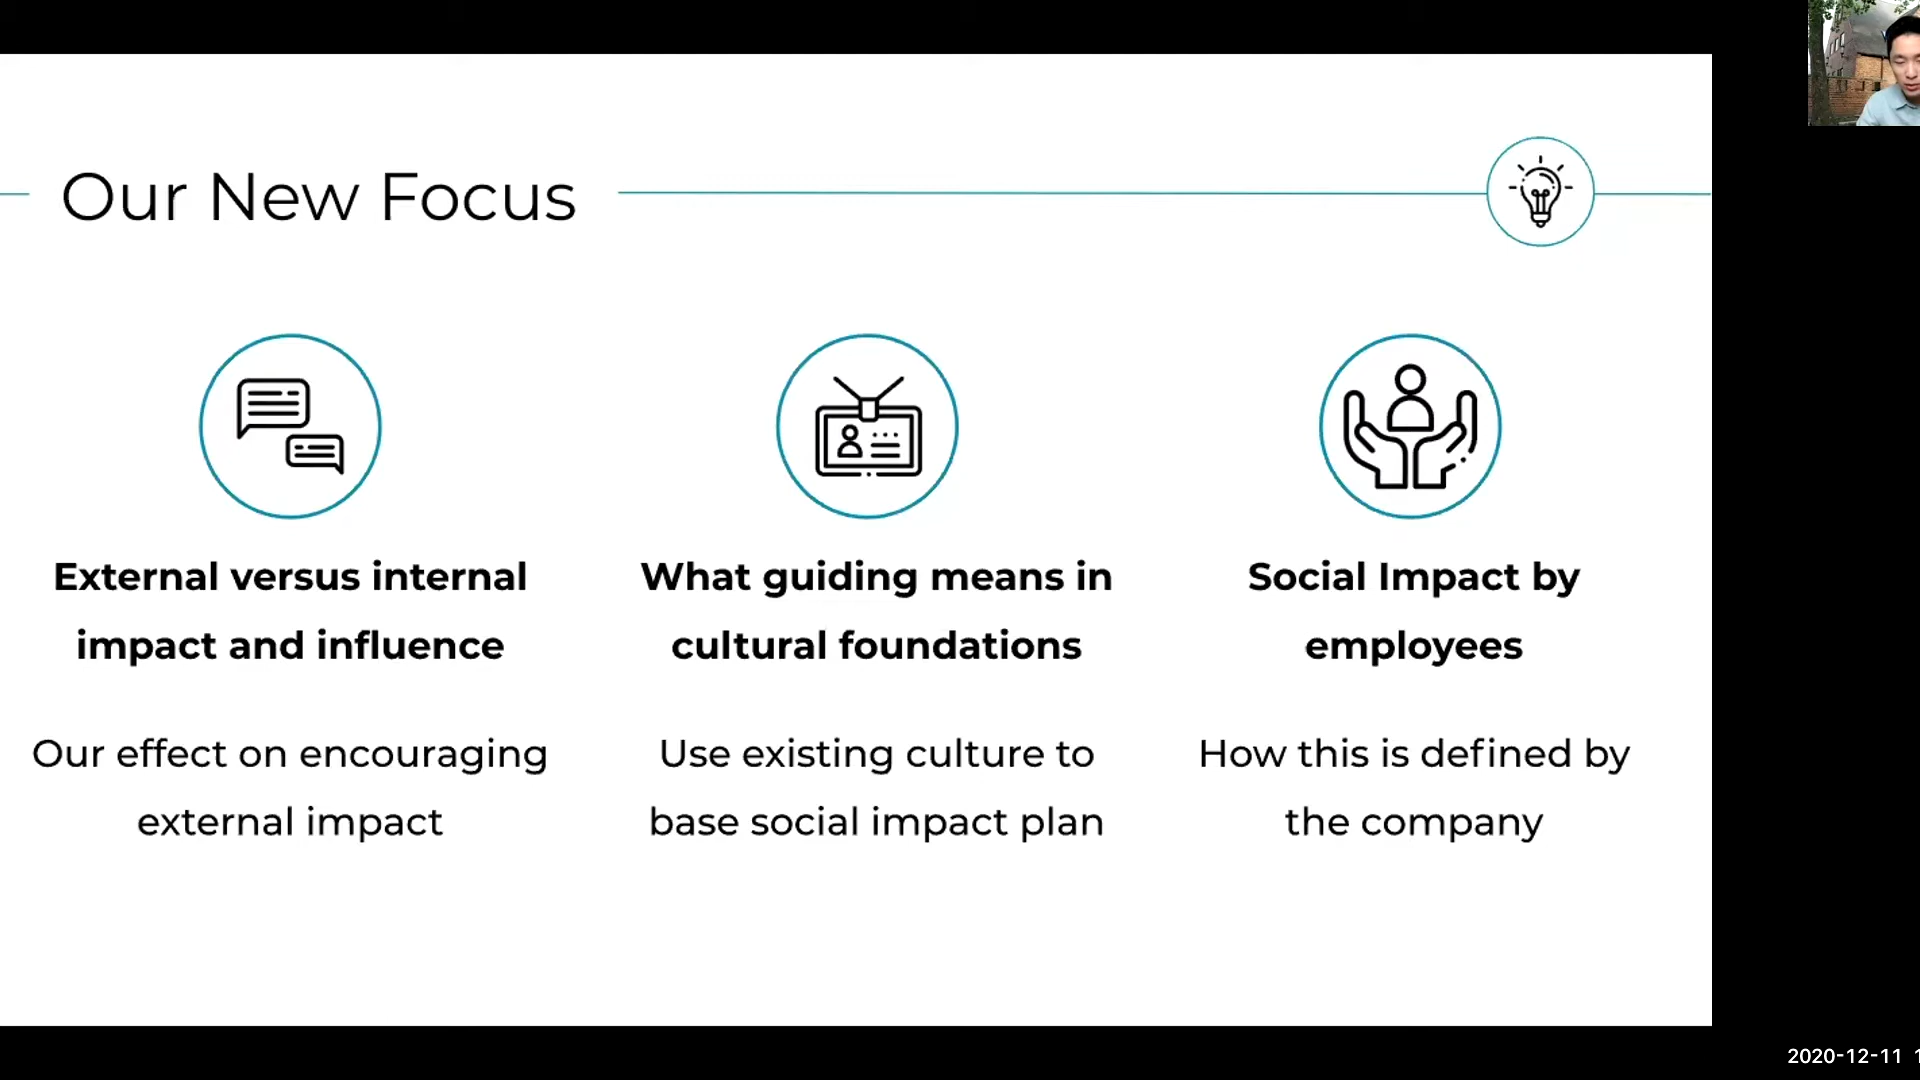 Our New Focus
External versus internal
impact and influence
Our effect on encouraging
external impact
What guiding means in
cultural foundations
Use existing culture to
base social impact plan
Social Impact by
employees
How this is defined by
the company
2020-12-11 1